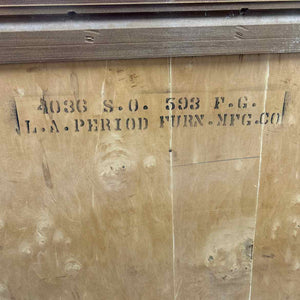 4036 S.O. 593 F.G.
L.A. PERIOD FURN. MFG. CO